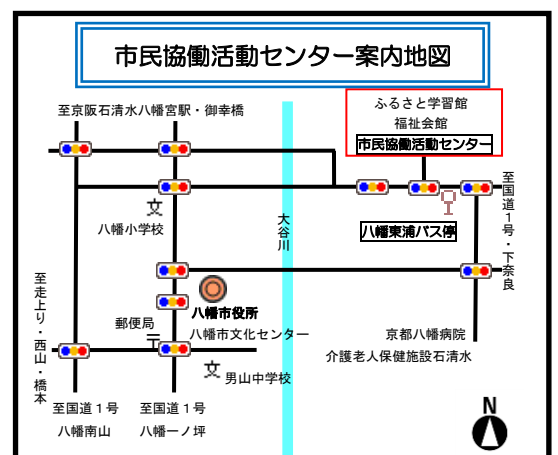 市民協働活動センター案内地図
至京阪石清水八幡宮駅・御幸橋
ふるさと学習館
福祉会館
市民協働活動センター
文
八幡小学校
大谷川
八幡東浦バス停
至国道１号・下奈良
八幡市役所
郵便局
〒
八幡市文化センター
京都八幡病院
介護老人保健施設石清水
至走上り・西山・橋本
文
男山中学校
至国道１号
八幡南山
至国道１号
八幡一ノ坪
N